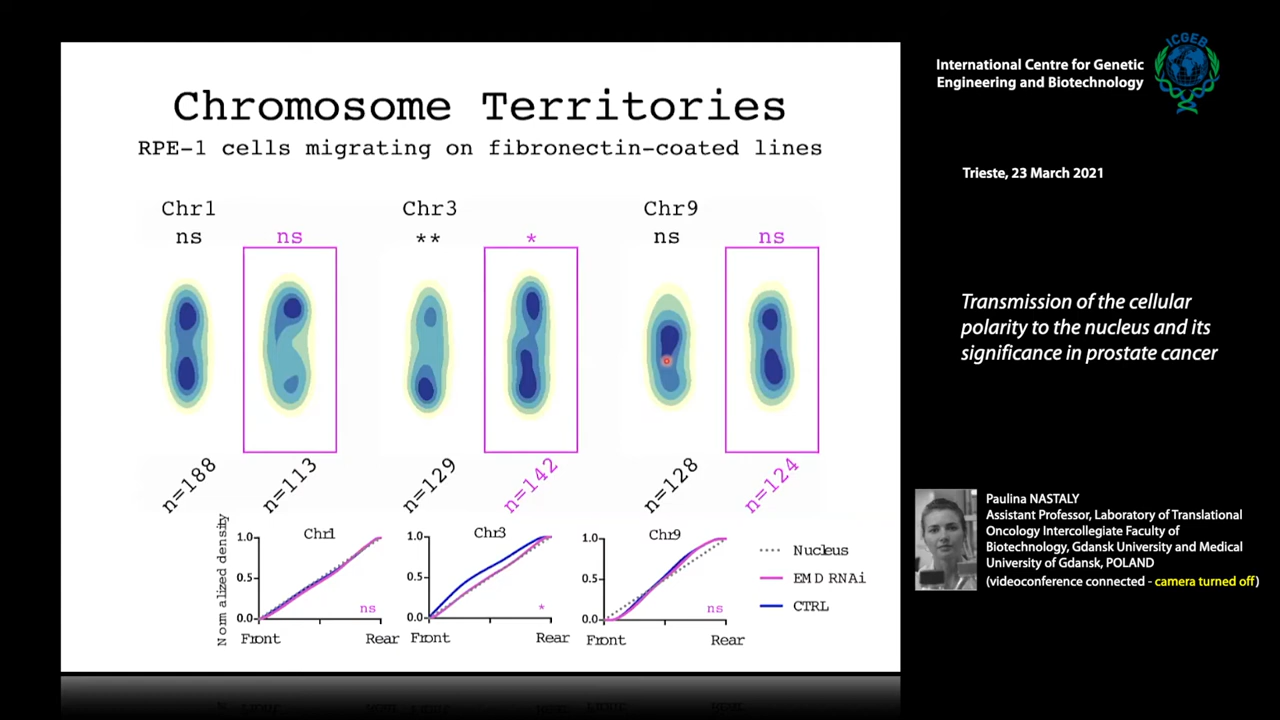 Chromosome Territories
RPE-1 cells migrating on fibronectin-coated lines
Chr1
ns
ns
n=188
n=113
Chr3
**
*
n=129
n=142
Chr9
ns
ns
n=128
n=124
Normalized density
Chr1
1.0
0.5
0.0
ns
Front
Rear
Chr3
1.0
0.5
0.0
*
Front
Rear
Chr9
1.0
0.5
0.0
ns
Front
Rear
Nucleus
EMD RNAi
CTRL
International Centre for Genetic
Engineering and Biotechnology
ICGEB
Trieste, 23 March 2021
Transmission of the cellular
polarity to the nucleus and its
significance in prostate cancer
Paulina NASTALY
Assistant Professor, Laboratory of Translational
Oncology Intercollegiate Faculty of
Biotechnology, Gdansk University and Medical
University of Gdansk, POLAND
(videoconference connected - camera turned off)